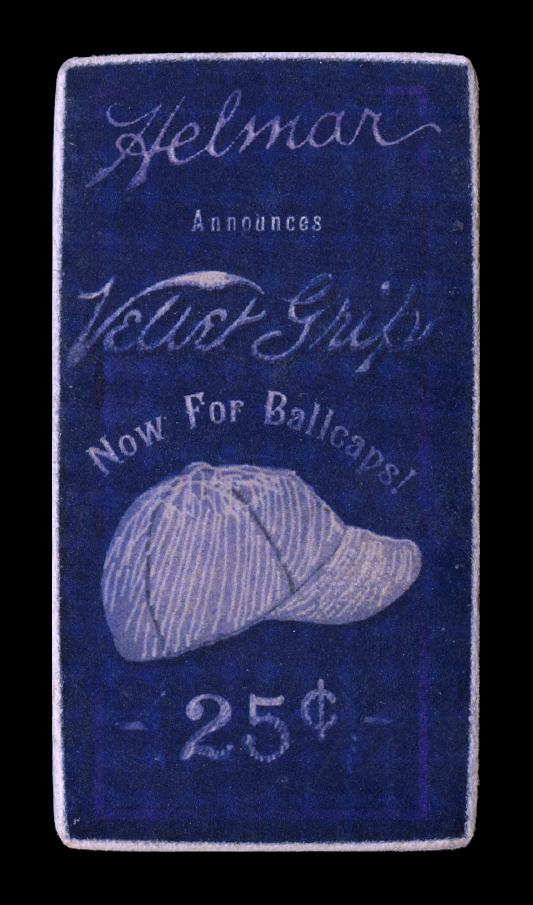 Helmar
Announces
Velvet Grip
Now For Ballcaps!
- 25¢ -